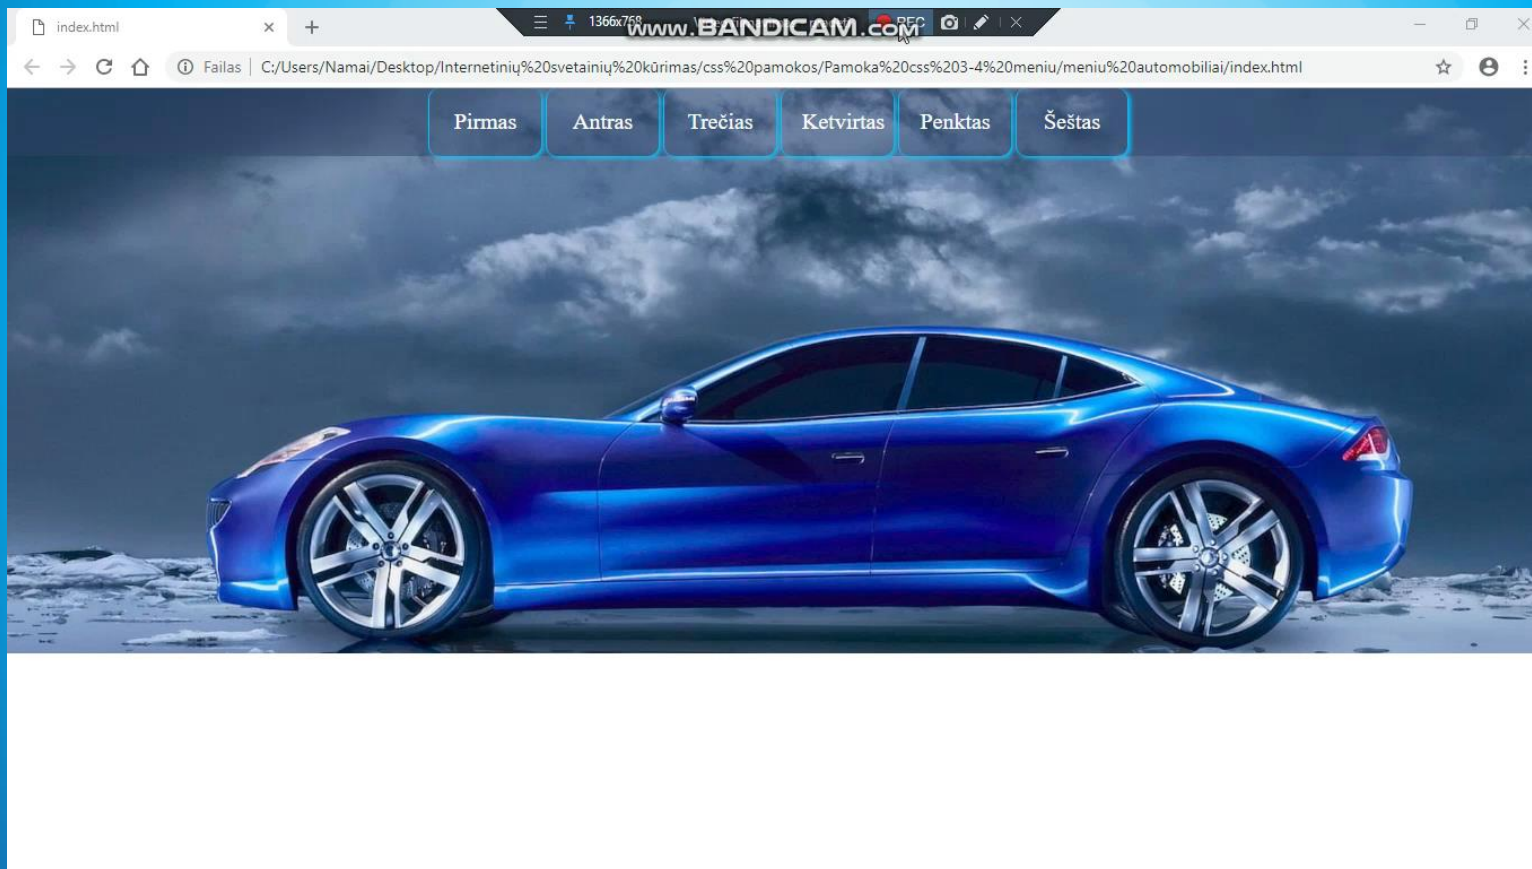 index.html
1366x768
www.BANDICAM.com
REC
Failas
C:/Users/Namai/Desktop/Internetinių%20svetainių%20kūrimas/css%20pamokos/Pamoka%20css%203-4%20meniu/meniu%20automobiliai/index.html
Pirmas Antras Trečias Ketvirtas Penktas Šeštas